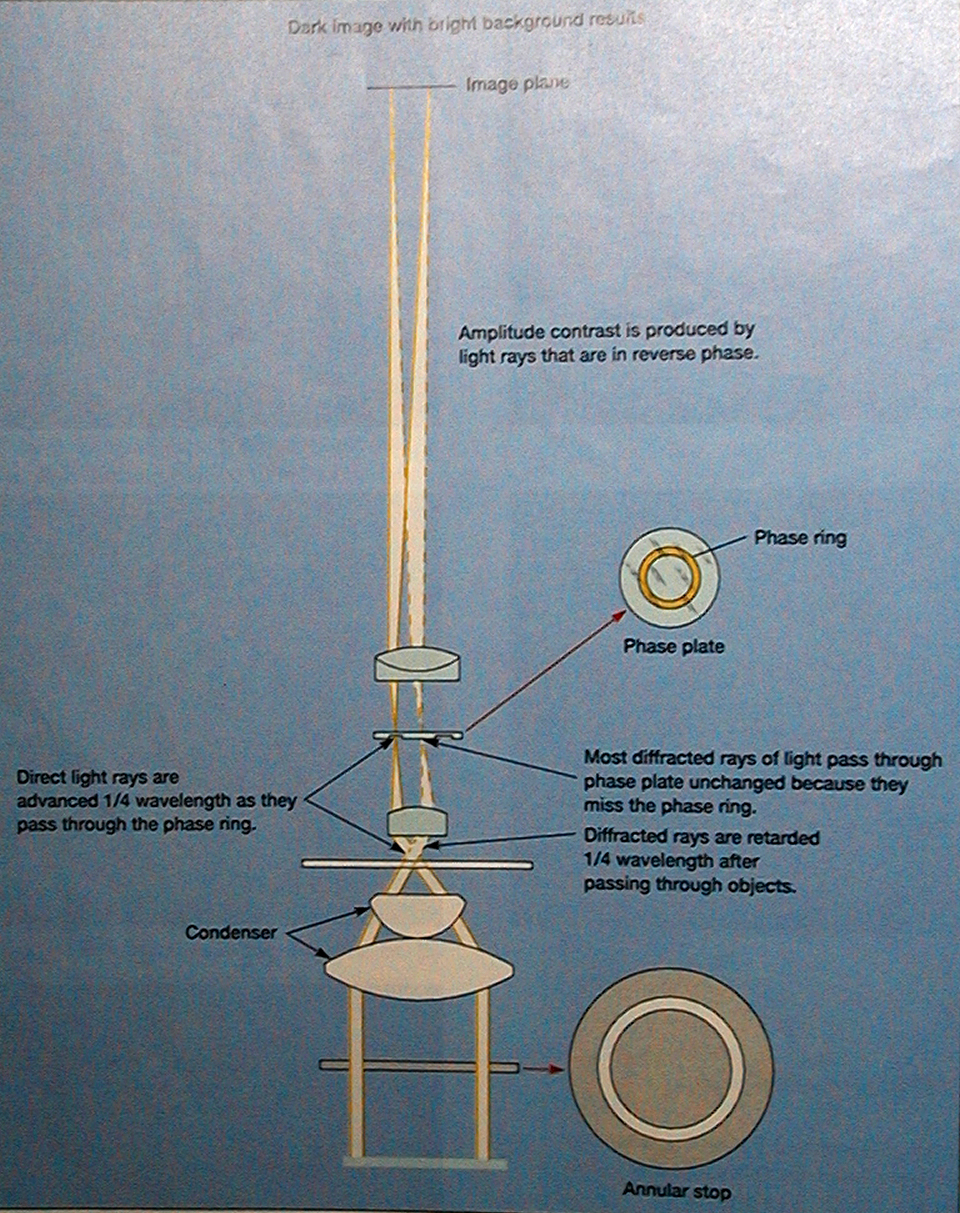 Dark image with bright background results
Image plane
Amplitude contrast is produced by
light rays that are in reverse phase.
Phase ring
Phase plate
Direct light rays are
advanced 1/4 wavelength as they
pass through the phase ring.
Most diffracted rays of light pass through
phase plate unchanged because they
miss the phase ring.
Diffracted rays are retarded
1/4 wavelength after
passing through objects.
Condenser
Annular stop